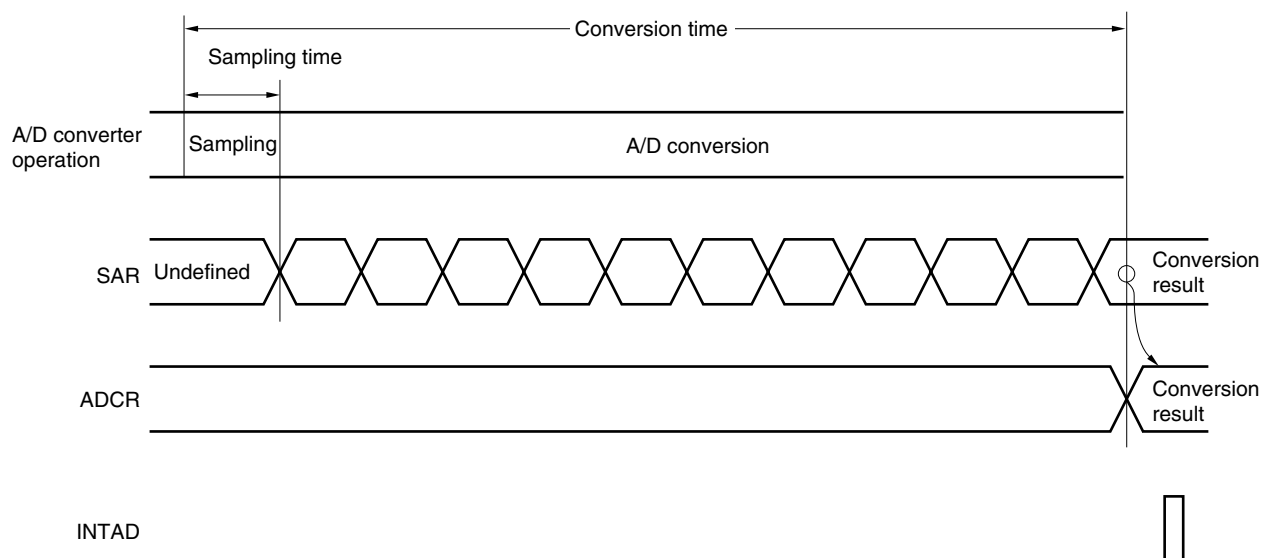 Conversion time
Sampling time
A/D converter
operation
Sampling
A/D conversion
SAR
Undefined
Conversion
result
ADCR
Conversion
result
INTAD